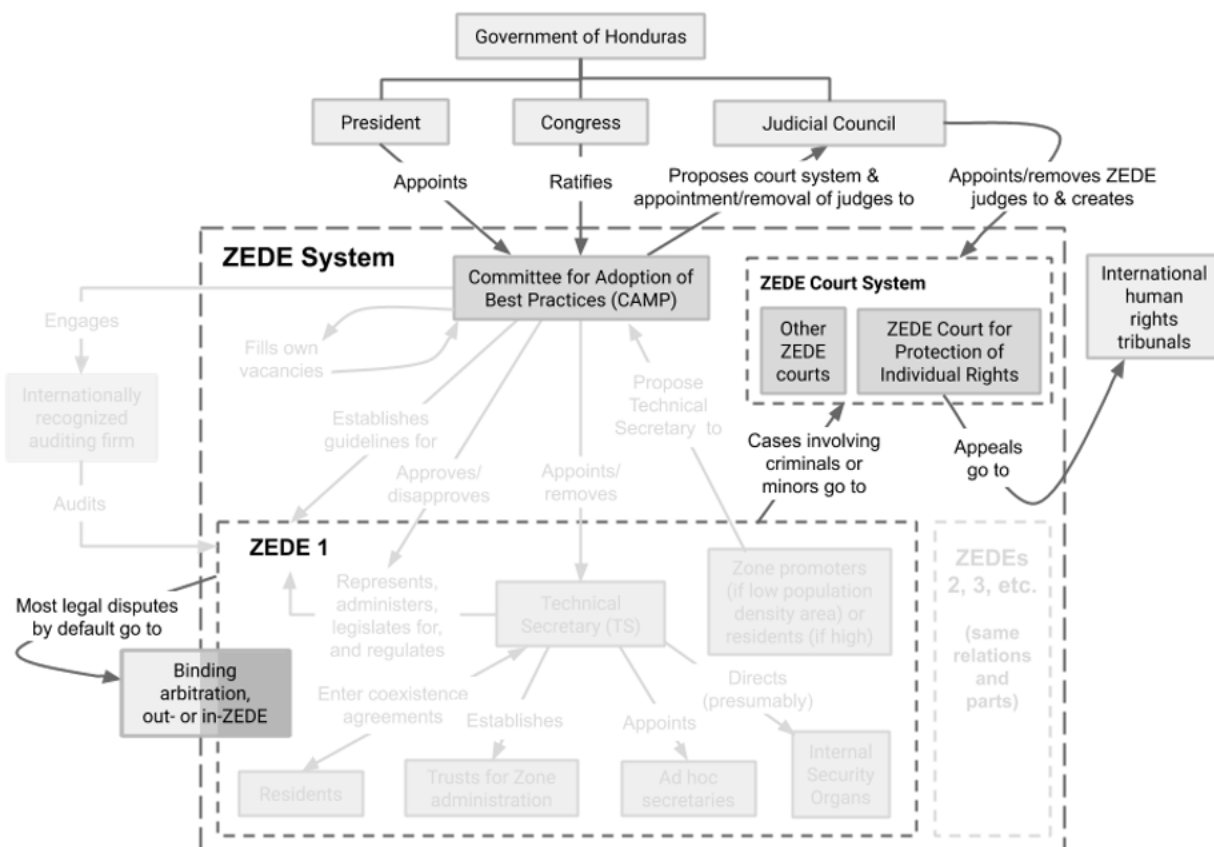 Government of Honduras
President
Congress
Judicial Council
Appoints
Ratifies
Proposes court system &
appointment/removal of judges to
Appoints/removes ZEDE
judges to & creates
ZEDE System
Committee for Adoption of
Best Practices (CAMP)
ZEDE Court System
Other
ZEDE
courts
ZEDE Court for
Protection of
Individual Rights
International
human
rights
tribunals
Engages
Fills own
vacancies
Internationally
recognized
auditing firm
Establishes
guidelines for
Approves/
disapproves
Appoints/
removes
Propose
Technical
Secretary to
Cases involving
criminals or
minors go to
Appeals
go to
Audits
ZEDE 1
Represents,
administers,
legislates for,
and regulates
Technical
Secretary (TS)
Zone promoters
(if low population
density area) or
residents (if high)
ZEDEs
2, 3, etc.
(same
relations
and
parts)
Most legal disputes
by default go to
Binding
arbitration,
out- or in-ZEDE
Enter coexistence
agreements
Establishes
Appoints
Directs
(presumably)
Residents
Trusts for Zone
administration
Ad hoc
secretaries
Internal
Security
Organs